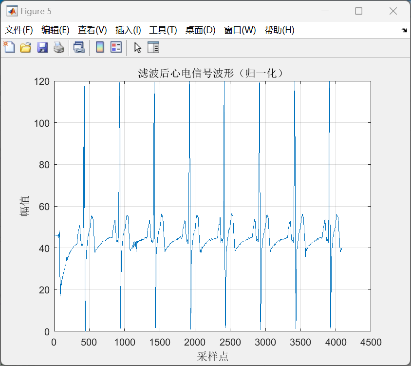 Figure 5
文件(F) 编辑(E) 查看(V) 插入(I) 工具(T) 桌面(D) 窗口(W) 帮助(H)
滤波后心电信号波形（归一化）
幅值
120
100
80
60
40
20
0
0 500 1000 1500 2000 2500 3000 3500 4000 4500
采样点